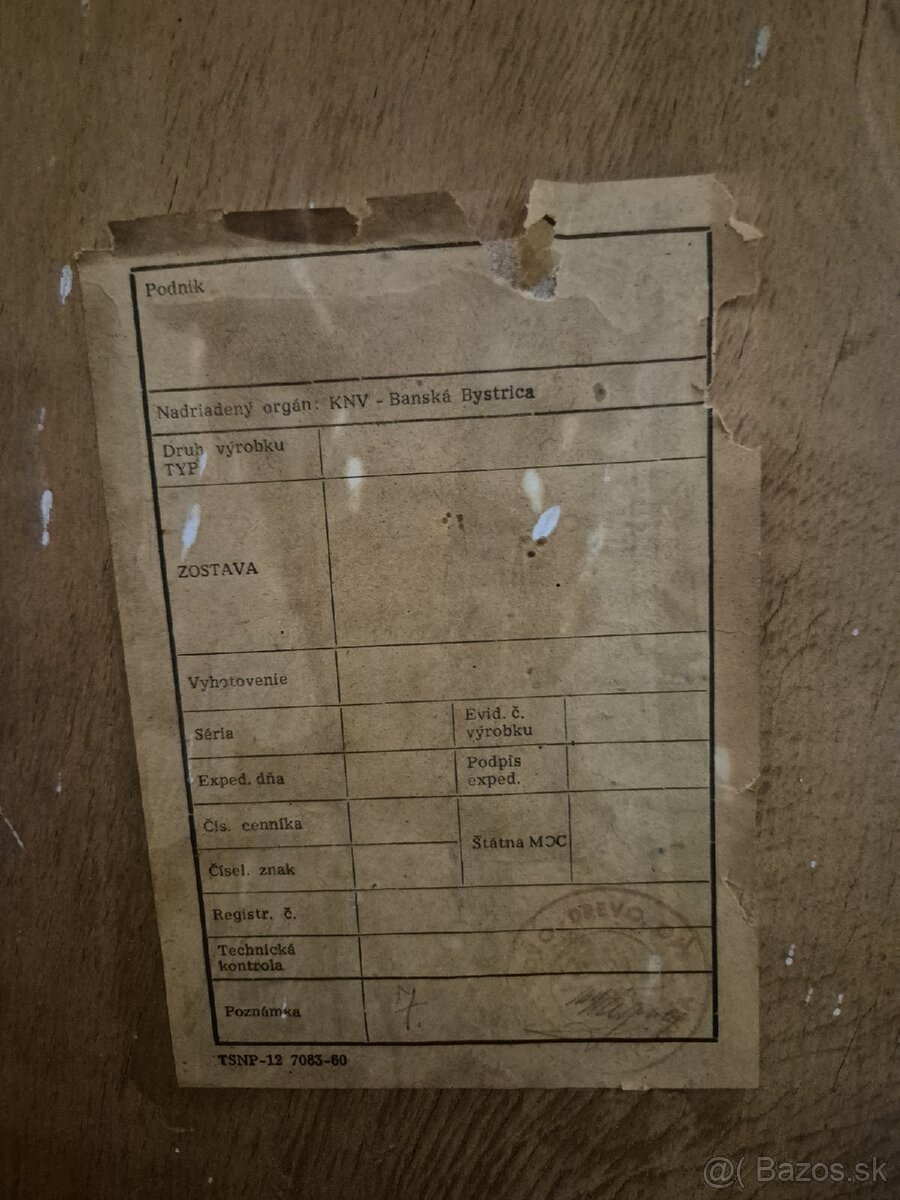 Podnik
Nadriadený orgán: KNV - Banská Bystrica
Druh výrobku
TYP
ZOSTAVA
Vyhotovenie
Séria
Evid. č.
výrobku
Exped. dňa
Podpis
exped.
Čís. cenníka
Štátna MOC
Čísel. znak
Registr. č.
Technická
kontrola
Poznámka
7.
TSNP-12 7083-60
@( Bazos.sk